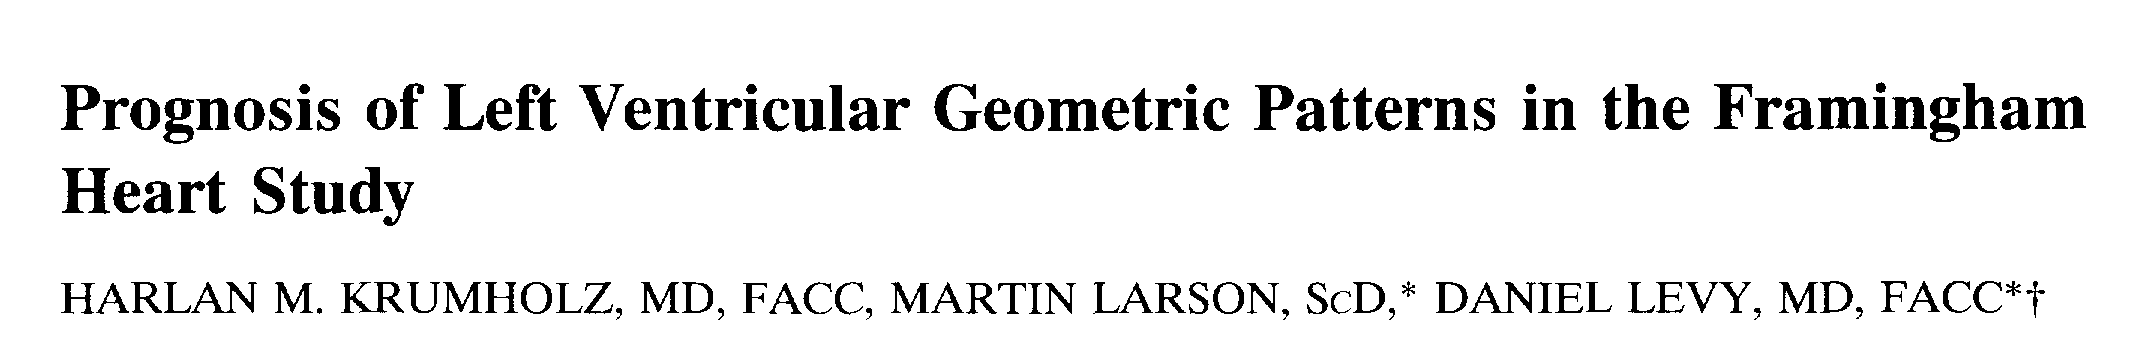 Prognosis of Left Ventricular Geometric Patterns in the Framingham
Heart Study
HARLAN M. KRUMHOLZ, MD, FACC, MARTIN LARSON, ScD,* DANIEL LEVY, MD, FACC*†